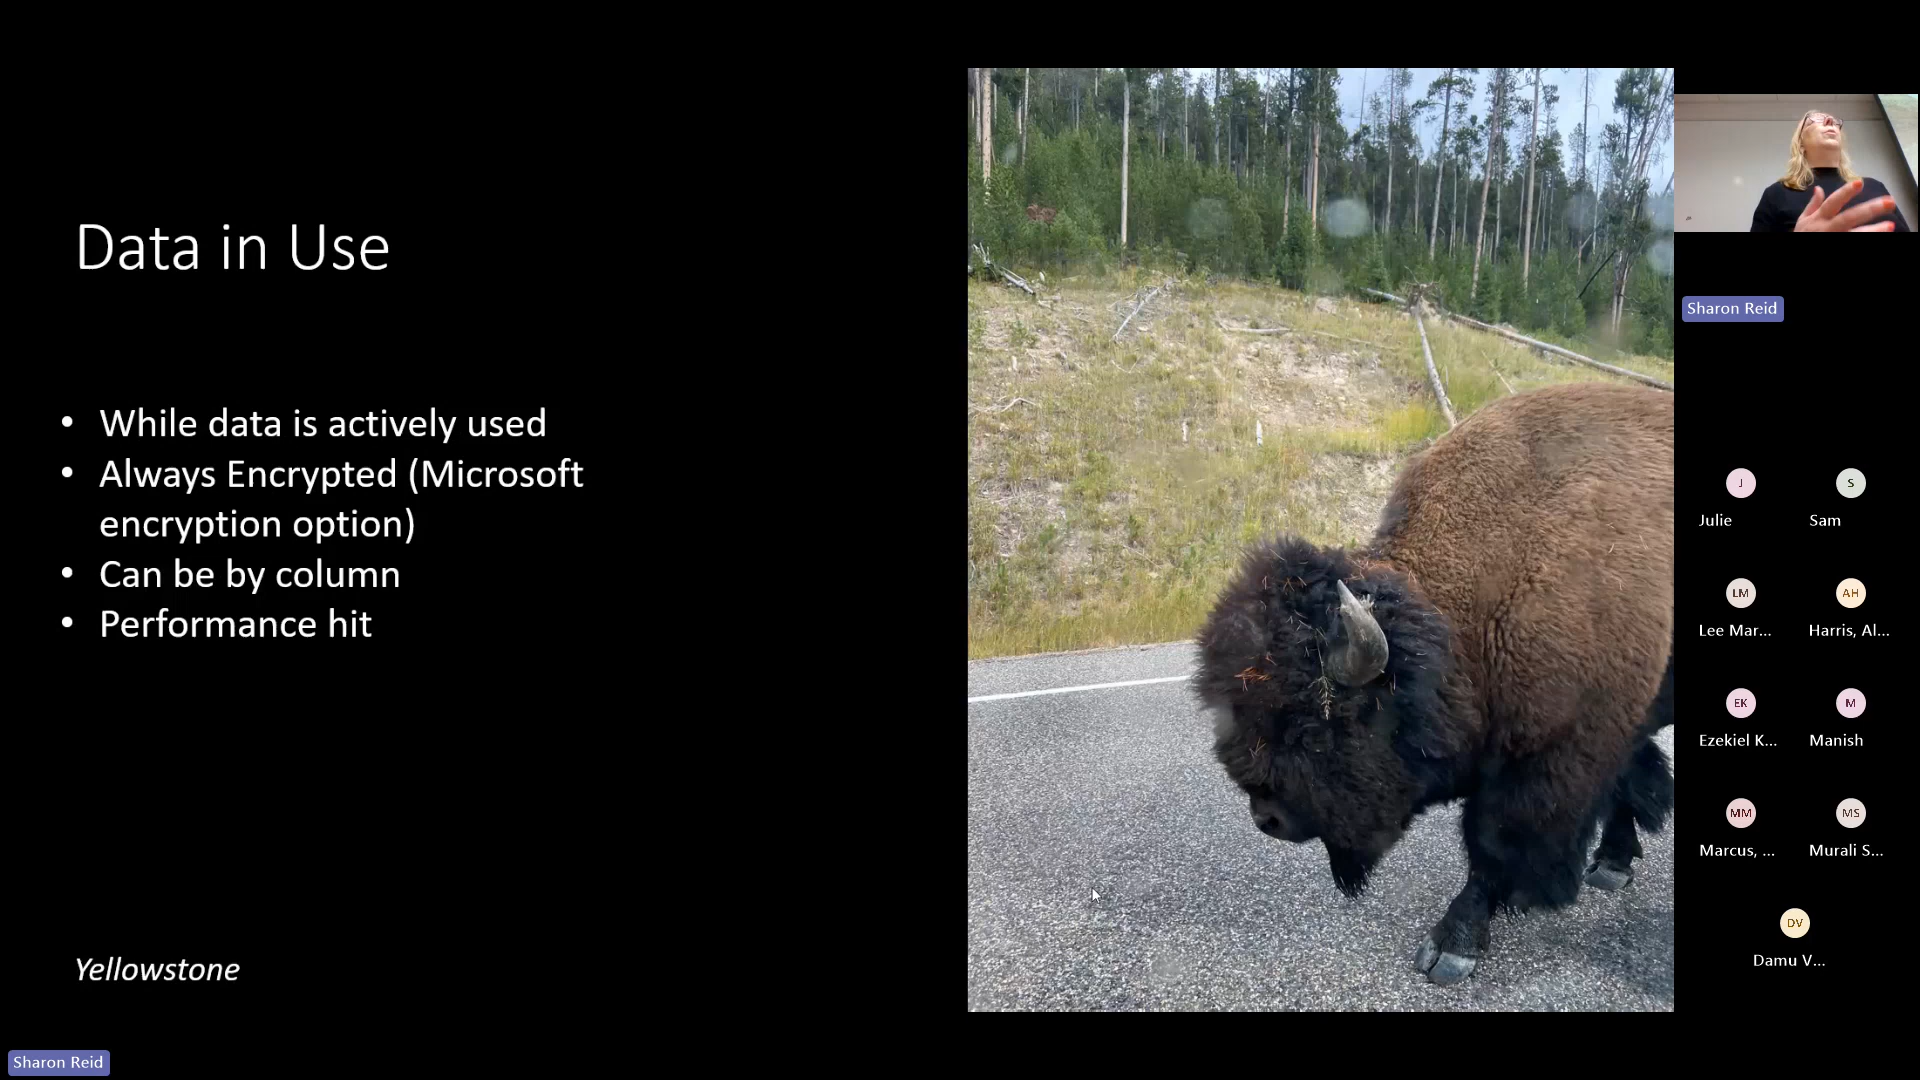 Data in Use
• While data is actively used
• Always Encrypted (Microsoft
encryption option)
• Can be by column
• Performance hit
Yellowstone
Sharon Reid
Sharon Reid
J
S
Julie
Sam
LM
AH
Lee Mar...
Harris, Al...
EK
M
Ezekiel K...
Manish
MM
MS
Marcus, ...
Murali S...
DV
Damu V...